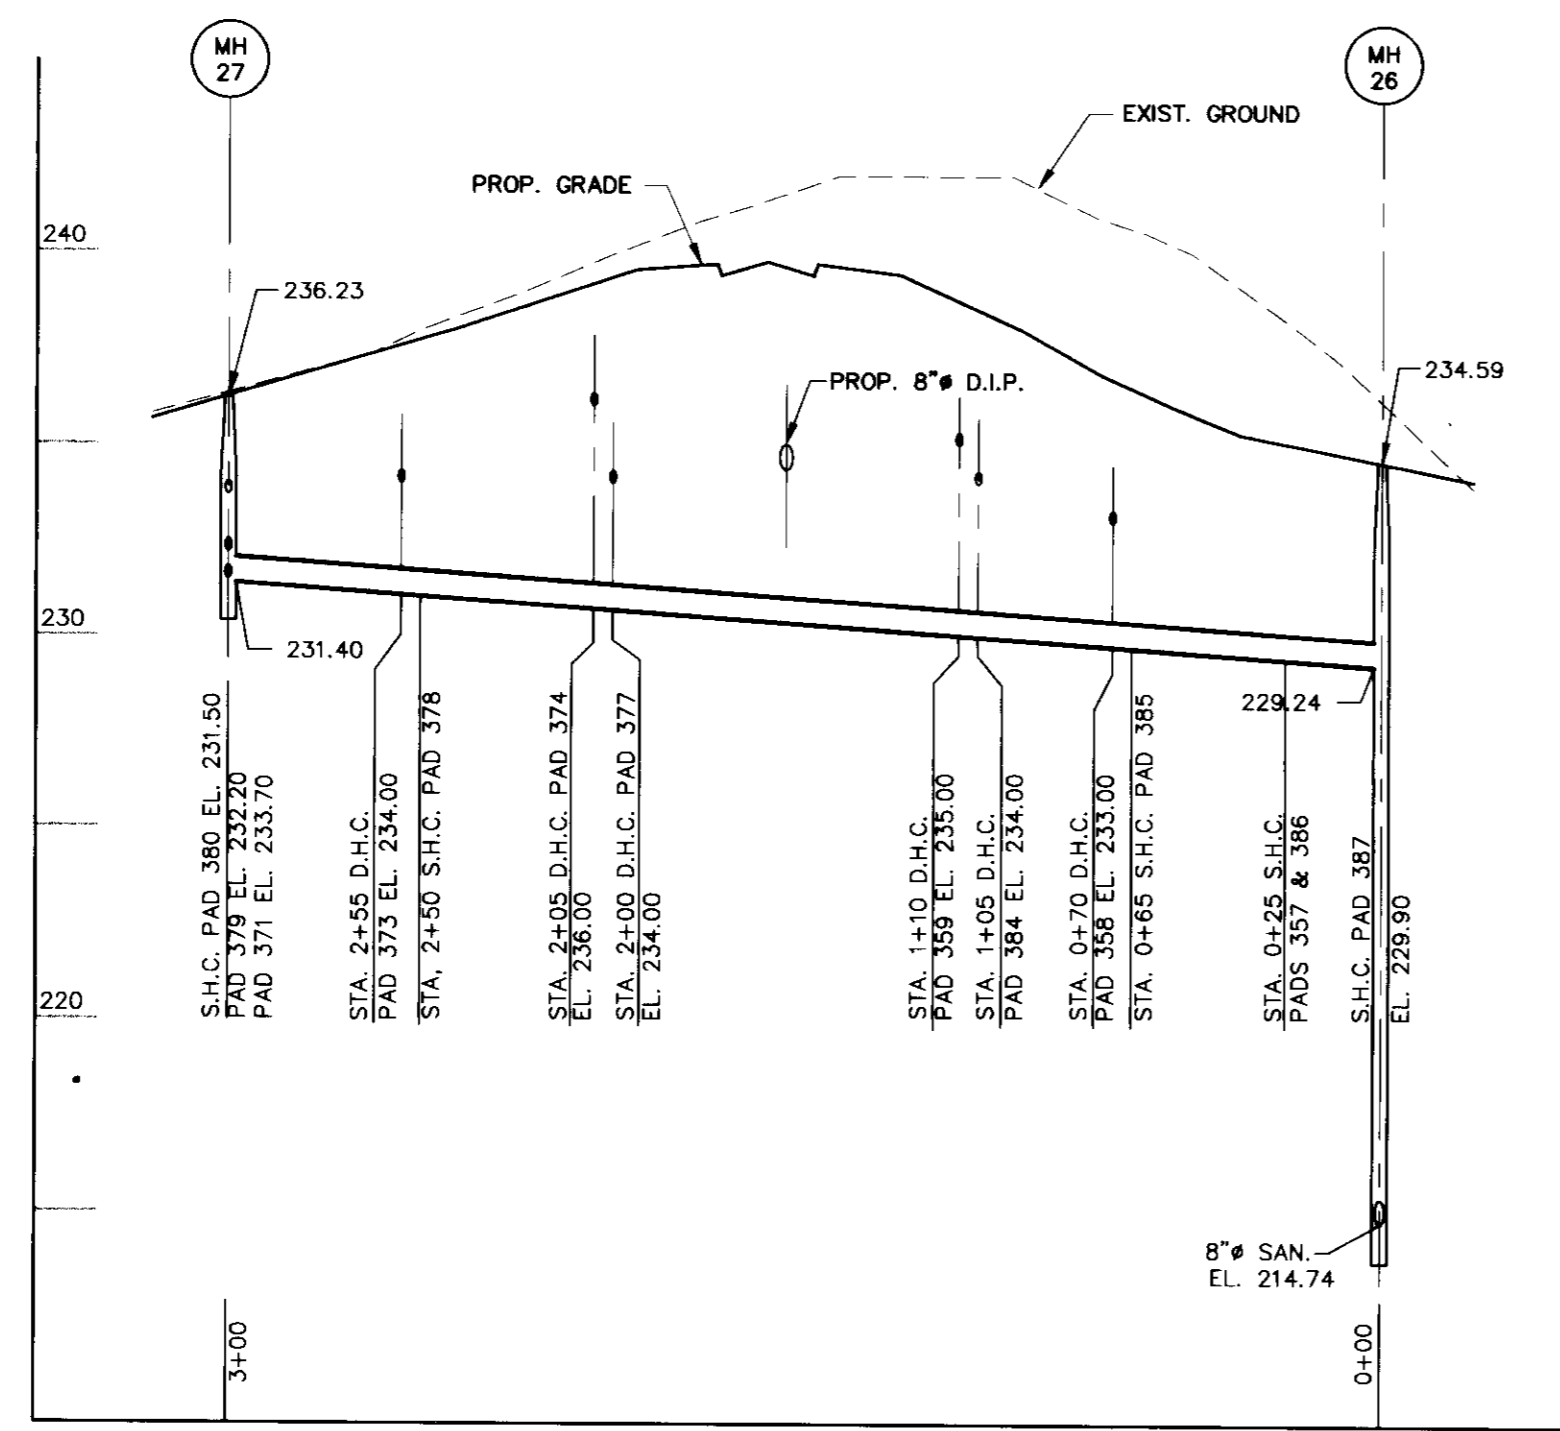 MH
27
MH
26
EXIST. GROUND
PROP. GRADE
240
236.23
234.59
PROP. 8"ø D.I.P.
230
231.40
229.24
S.H.C. PAD 380 EL. 231.50
PAD 379 EL. 232.20
PAD 371 EL. 233.70
STA. 2+55 D.H.C.
PAD 373 EL. 234.00
STA, 2+50 S.H.C. PAD 378
STA. 2+05 D.H.C. PAD 374
EL. 236.00
STA. 2+00 D.H.C. PAD 377
EL. 234.00
STA. 1+10 D.H.C.
PAD 359 EL. 235.00
STA. 1+05 D.H.C.
PAD 384 EL. 234.00
STA. 0+70 D.H.C.
PAD 358 EL. 233.00
STA. 0+65 S.H.C. PAD 385
STA. 0+25 S.H.C.
PADS 357 & 386
S.H.C. PAD 387
EL. 229.90
220
8"ø SAN.
EL. 214.74
3+00
0+00